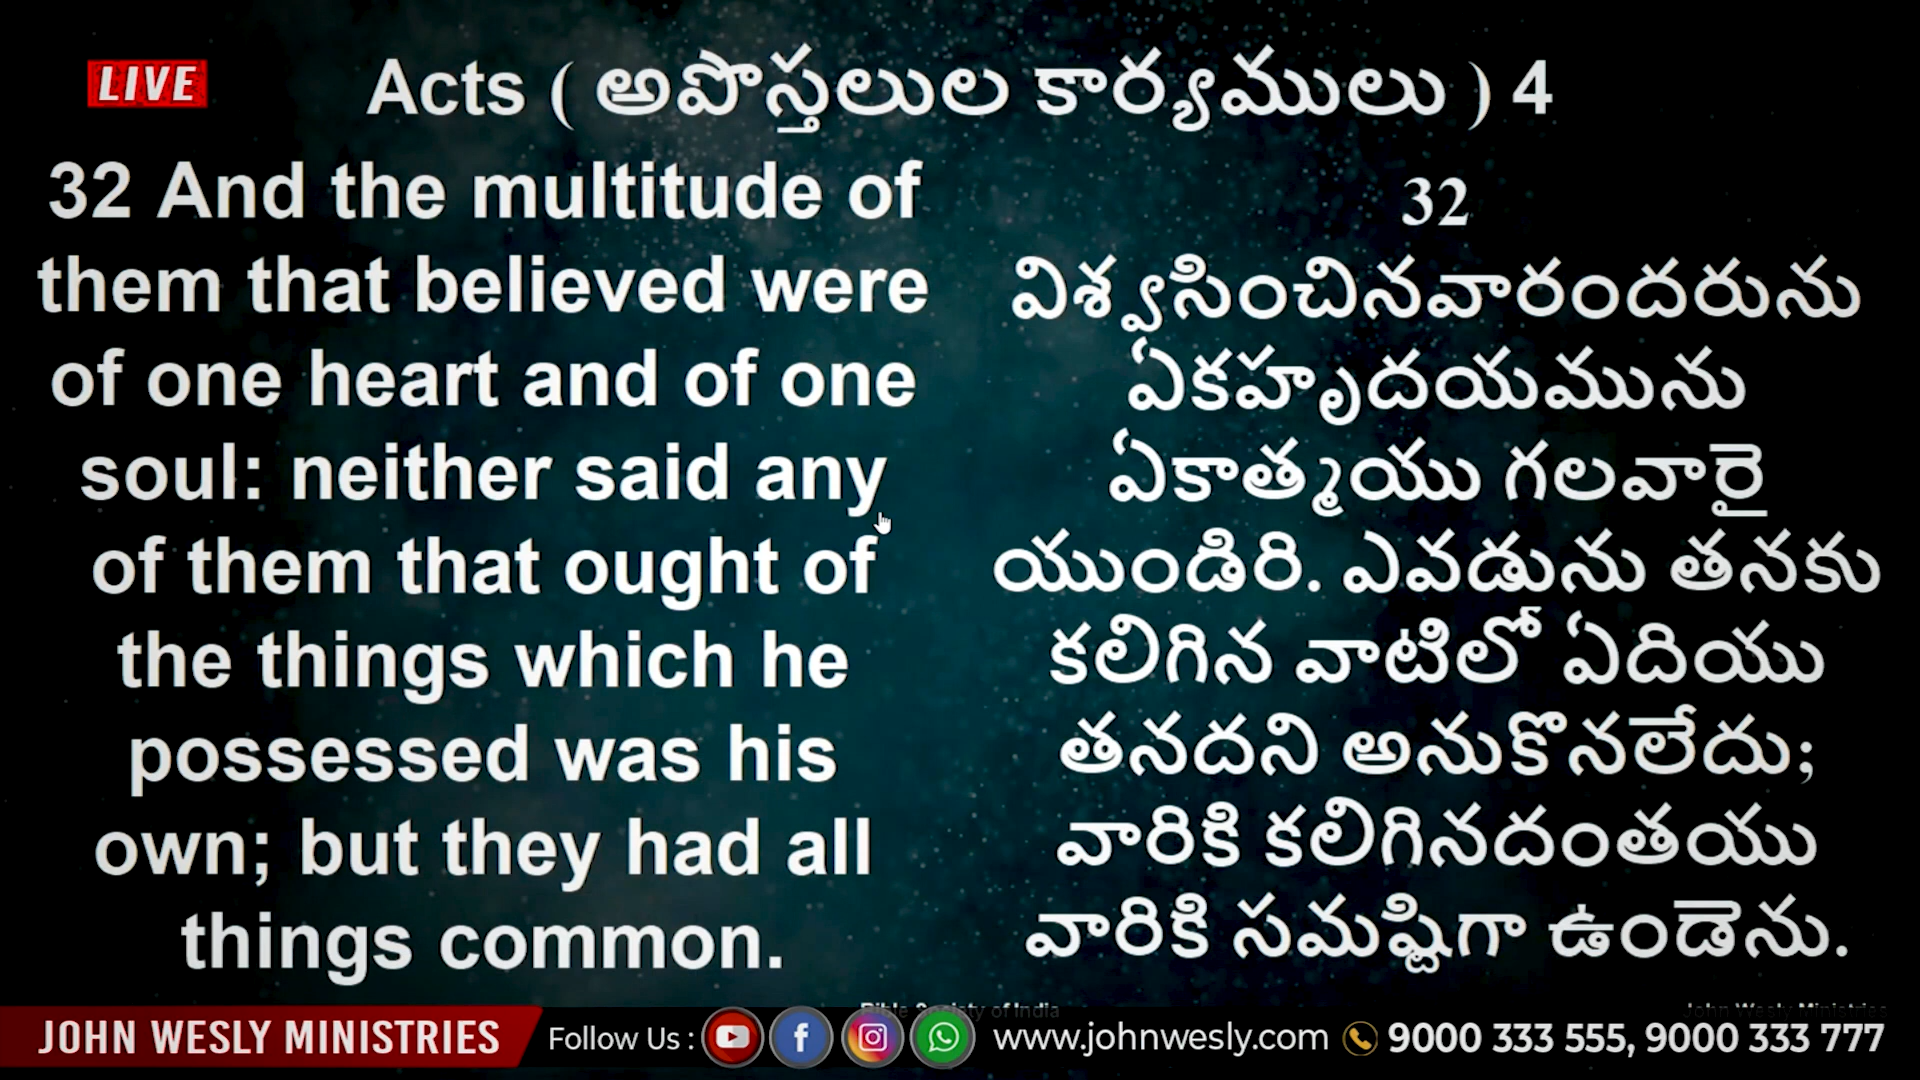 LIVE
Acts ( అపొస్తలుల కార్యములు ) 4
32 And the multitude of
them that believed were
of one heart and of one
soul: neither said any
of them that ought of
the things which he
possessed was his
own; but they had all
things common.
32
విశ్వసించినవారందరును
ఏకహృదయమును
ఏకాత్మయు గలవారై
యుండిరి. ఎవడును తనకు
కలిగిన వాటిలో ఏదియు
తనదని అనుకొనలేదు;
వారికి కలిగినదంతయు
వారికి సమష్టిగా ఉండెను.
Bible Society of India
John Wesly Ministries
JOHN WESLY MINISTRIES
Follow Us :
www.johnwesly.com
9000 333 555, 9000 333 777